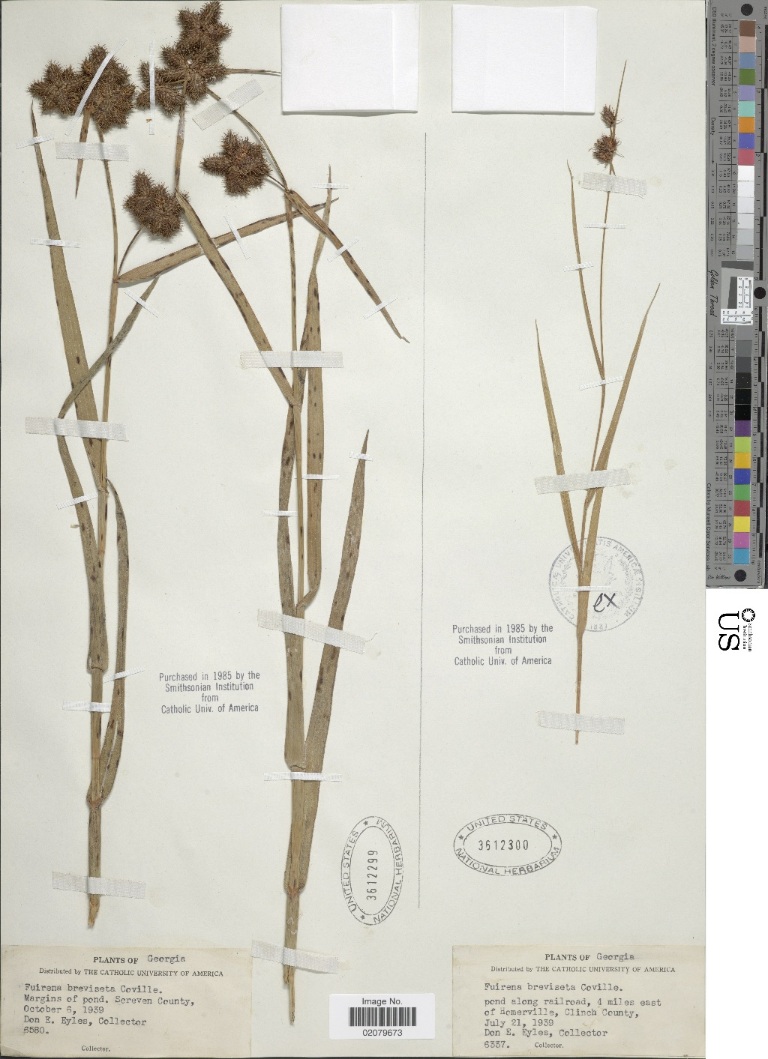 Purchased in 1985 by the
Smithsonian Institution
from
Catholic Univ. of America
UNITED STATES
3612299
NATIONAL HERBARIUM
PLANTS OF Georgia
Distributed by THE CATHOLIC UNIVERSITY OF AMERICA
Fuirena breviseta Coville.
Margins of pond. Screven County,
October 6, 1939
Don E. Eyles, Collector
6580.
Collector.
Image No.
02079673
ex
Purchased in 1985 by the
Smithsonian Institution
from
Catholic Univ. of America
UNITED STATES
3612300
NATIONAL HERBARIUM
PLANTS OF Georgia
Distributed by THE CATHOLIC UNIVERSITY OF AMERICA
Fuirena breviseta Coville.
pond along railroad, 4 miles east
of Homerville, Clinch County,
July 21, 1939
Don E. Eyles, Collector
6337.
Collector.
Golden Thread
US